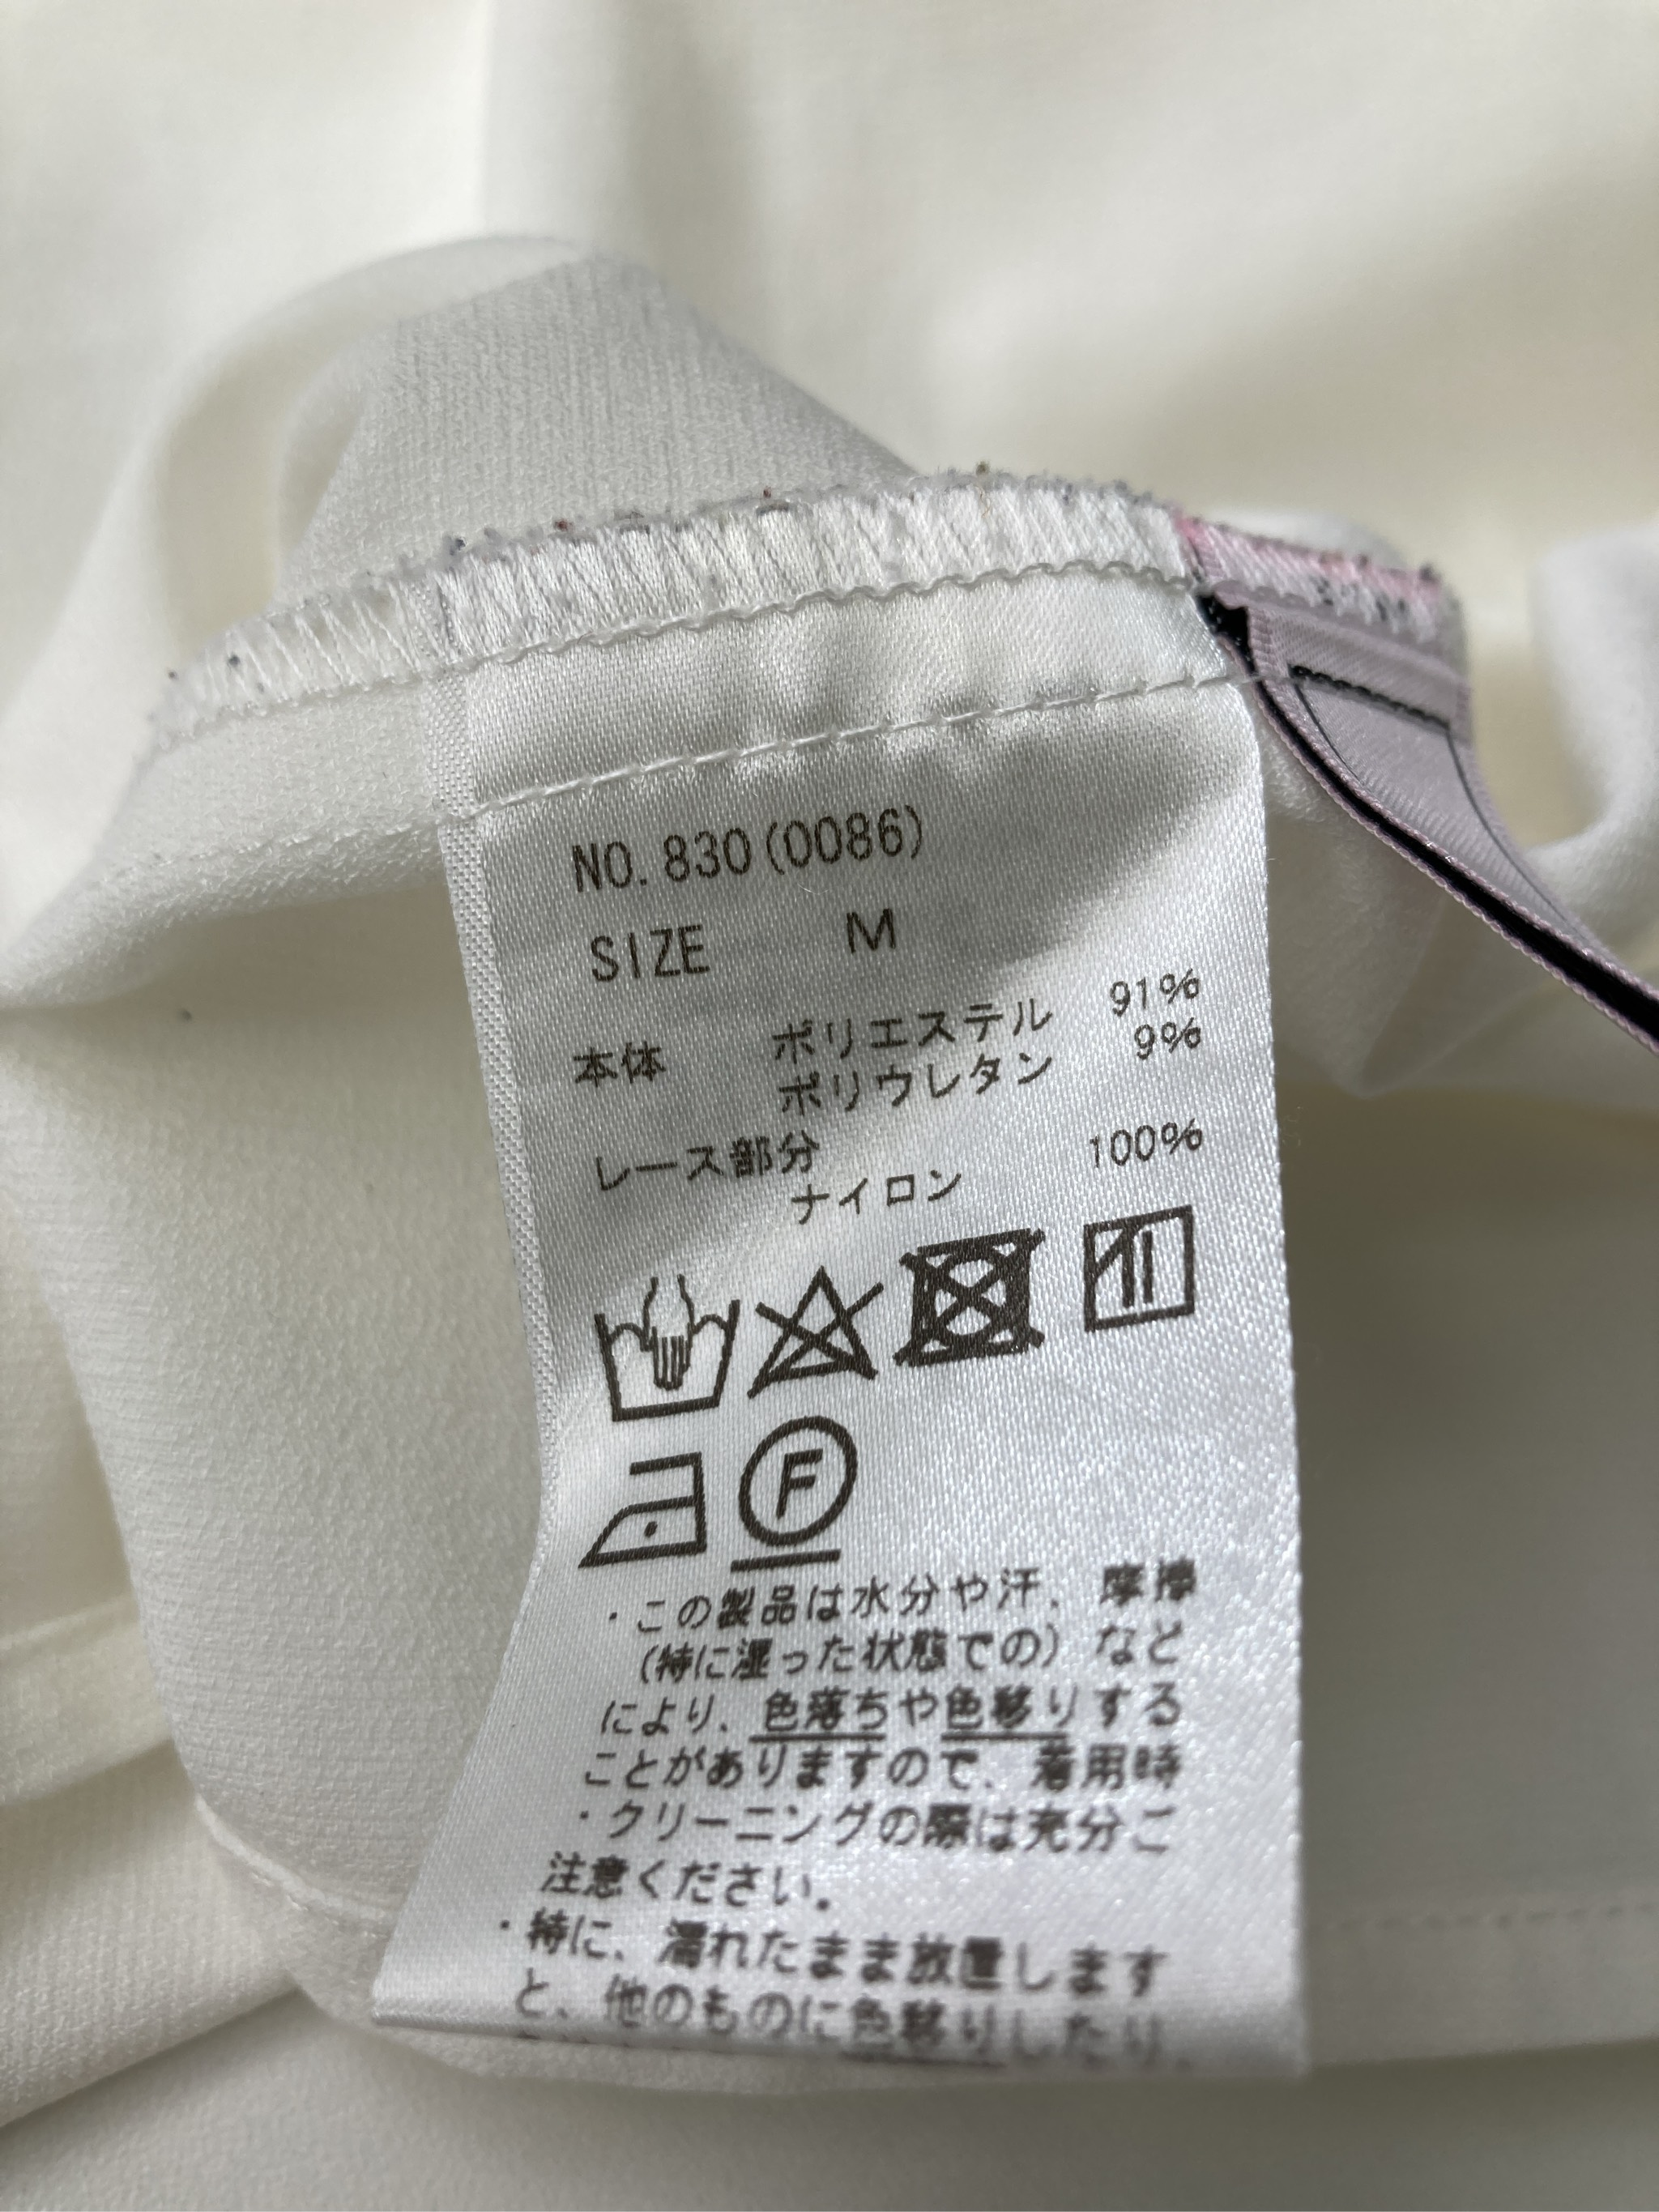 NO. 830(0086)
SIZE M
本体 ポリエステル 91%
ポリウレタン 9%
レース部分
ナイロン 100%
F
・この製品は水分や汗、摩擦
(特に湿った状態での)など
により、色落ちや色移りする
ことがありますので、着用時
・クリーニングの際は充分ご
注意ください。
・特に、濡れたまま放置します
と、他のものに色移りしたり、